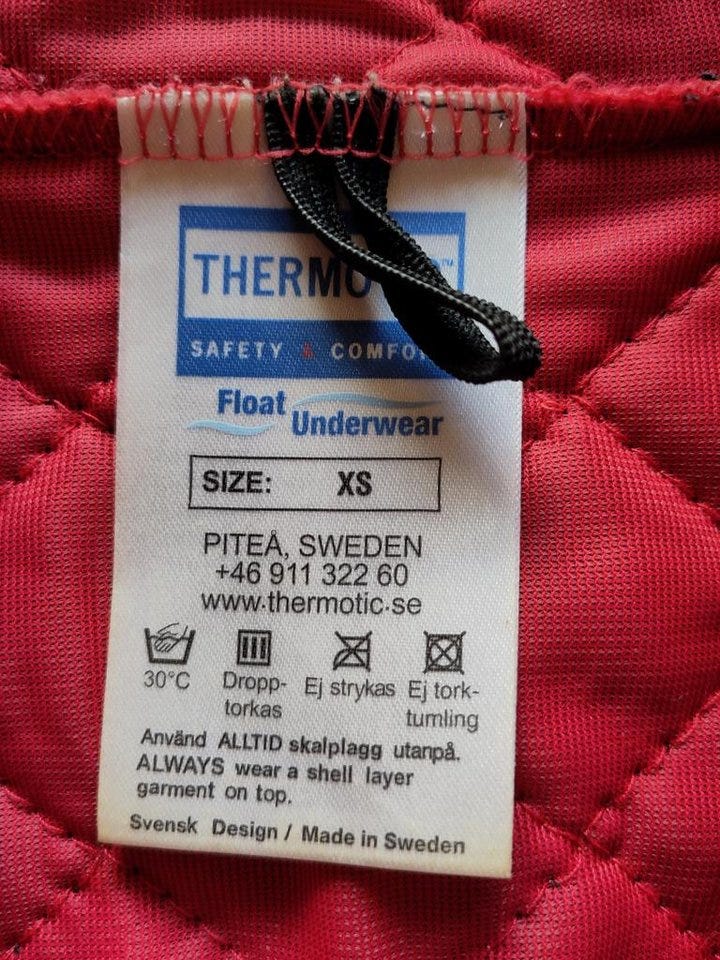 SAFETY &
Float
Underwear
SIZE: XS
PITEÅ, SWEDEN
+46 911 322 60
www.thermotic.se
30°C
Dropp-
torkas
Ej strykas
Ej tork-
tumling
Använd ALLTID skalplagg utanpå.
ALWAYS wear a shell layer
garment on top.
Svensk Design / Made in Sweden